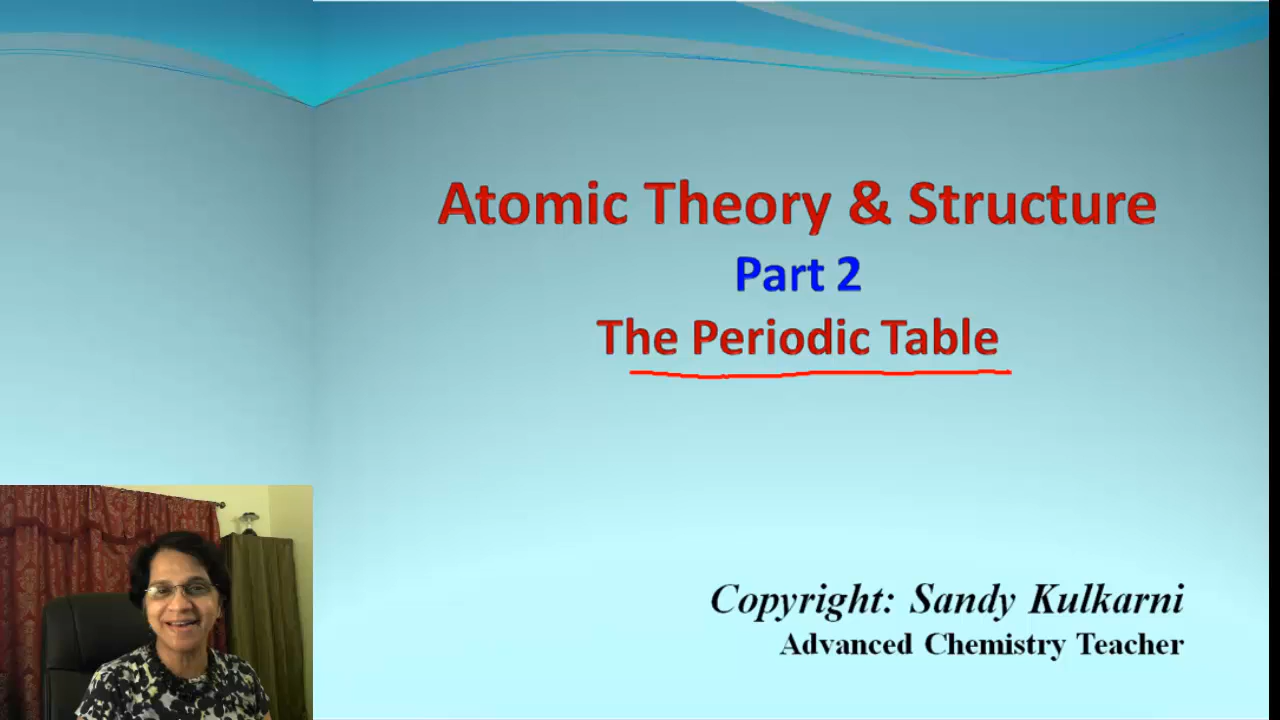 Atomic Theory & Structure
Part 2
The Periodic Table
Copyright: Sandy Kulkarni
Advanced Chemistry Teacher